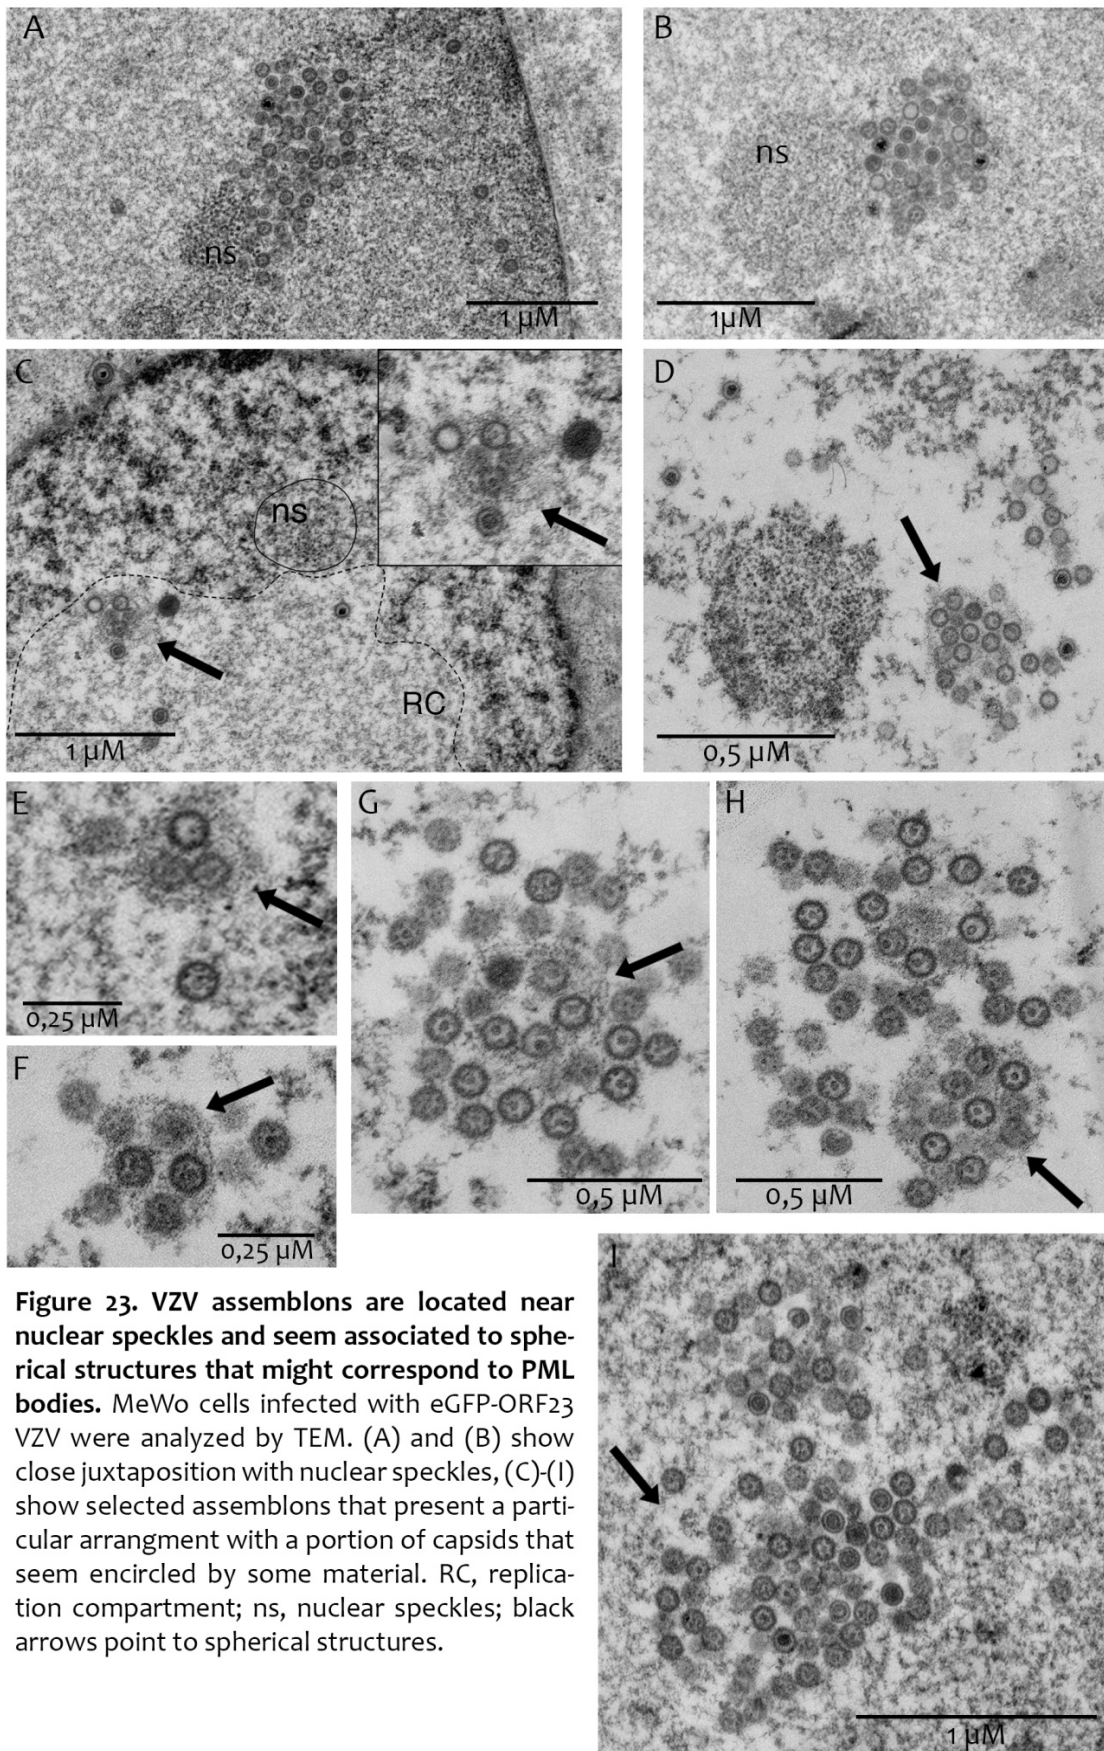 A
ns
1 µM
B
ns
1µM
C
ns
RC
1 µM
D
0,5 µM
E
0,25 µM
F
0,25 µM
G
0,5 µM
H
0,5 µM
I
1 µM
Figure 23. VZV assemblons are located near
nuclear speckles and seem associated to sphe-
rical structures that might correspond to PML
bodies. MeWo cells infected with eGFP-ORF23
VZV were analyzed by TEM. (A) and (B) show
close juxtaposition with nuclear speckles, (C)-(I)
show selected assemblons that present a parti-
cular arrangment with a portion of capsids that
seem encircled by some material. RC, replica-
tion compartment; ns, nuclear speckles; black
arrows point to spherical structures.